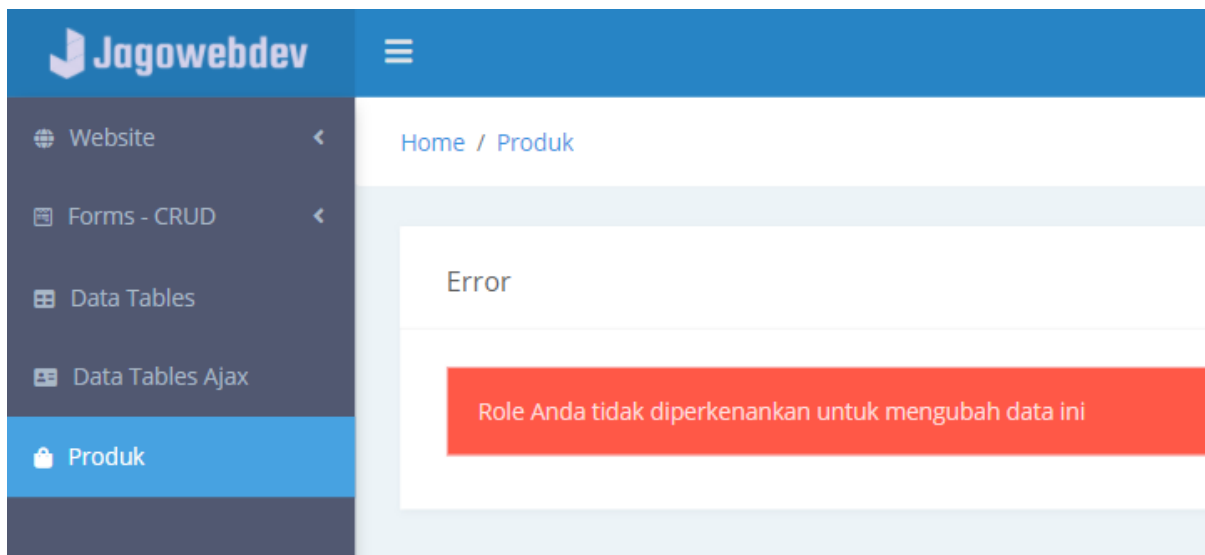 Jagowebdev
Website
Forms - CRUD
Data Tables
Data Tables Ajax
Produk
Home / Produk
Error
Role Anda tidak diperkenankan untuk mengubah data ini